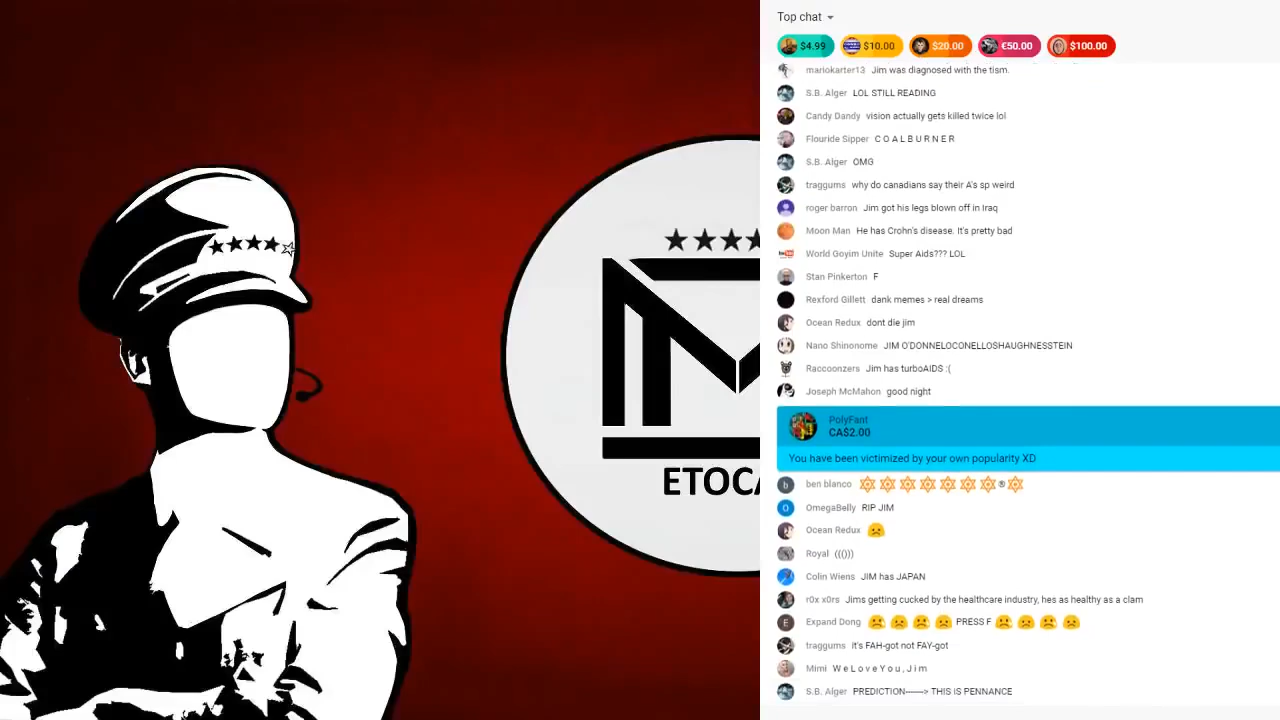 Top chat
$4.99
$10.00
$20.00
€50.00
$100.00
mariokarter13 Jim was diagnosed with the tism.
S.B. Alger LOL STILL READING
Candy Dandy vision actually gets killed twice lol
Flouride Sipper C O A L B U R N E R
S.B. Alger OMG
traggums why do canadians say their A's sp weird
roger barron Jim got his legs blown off in Iraq
Moon Man He has Crohn's disease. It's pretty bad
World Goyim Unite Super Aids??? LOL
Stan Pinkerton F
Rexford Gillett dank memes > real dreams
Ocean Redux dont die jim
Nano Shinonome JIM O'DONNELOCONELLOSHAUGHNESSTEIN
Raccoonzers Jim has turboAIDS :(
Joseph McMahon good night
PolyFant
CA$2.00
You have been victimized by your own popularity XD
b ben blanco ®
O OmegaBelly RIP JIM
Ocean Redux
Royal ((()))
Colin Wiens JIM has JAPAN
r0x x0rs Jims getting cucked by the healthcare industry, hes as healthy as a clam
E Expand Dong PRESS F
traggums it's FAH-got not FAY-got
Mimi W e L o v e Y o u , J i m
S.B. Alger PREDICTION——> THIS IS PENNANCE
M
ETOCA